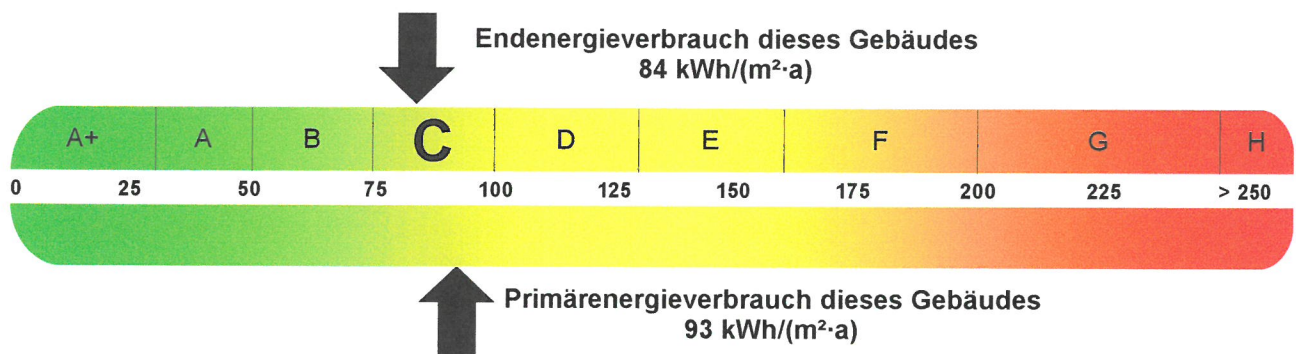 Endenergieverbrauch dieses Gebäudes
84 kWh/(m²·a)
A+ A B C D E F G H
0 25 50 75 100 125 150 175 200 225 > 250
Primärenergieverbrauch dieses Gebäudes
93 kWh/(m²·a)